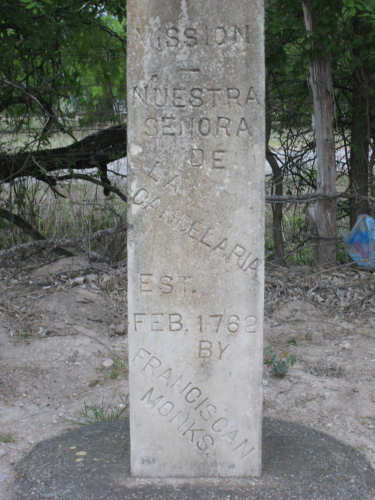 MISSION
—
NUESTRA
SENORA
DE
LA
CANDELARIA
EST.
FEB. 1762
BY
FRANCISCAN
MONKS.